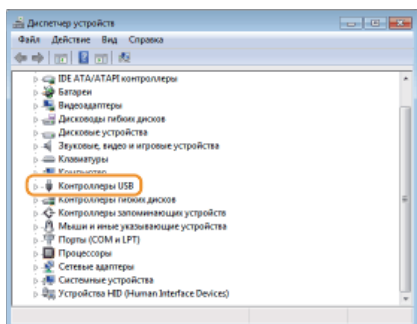 Диспетчер устройств
Файл Действие Вид Справка
IDE ATA/ATAPI контроллеры
Батареи
Видеоадаптеры
Дисководы гибких дисков
Дисковые устройства
Звуковые, видео и игровые устройства
Клавиатуры
Компьютер
Контроллеры USB
Контроллеры гибких дисков
Контроллеры запоминающих устройств
Мыши и иные указывающие устройства
Порты (COM и LPT)
Процессоры
Сетевые адаптеры
Системные устройства
Устройства HID (Human Interface Devices)